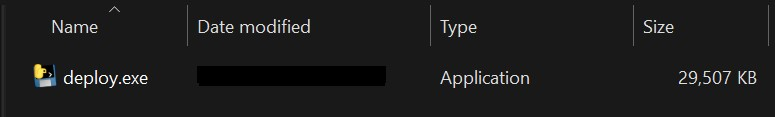 Name Date modified Type Size
deploy.exe Application 29,507 KB